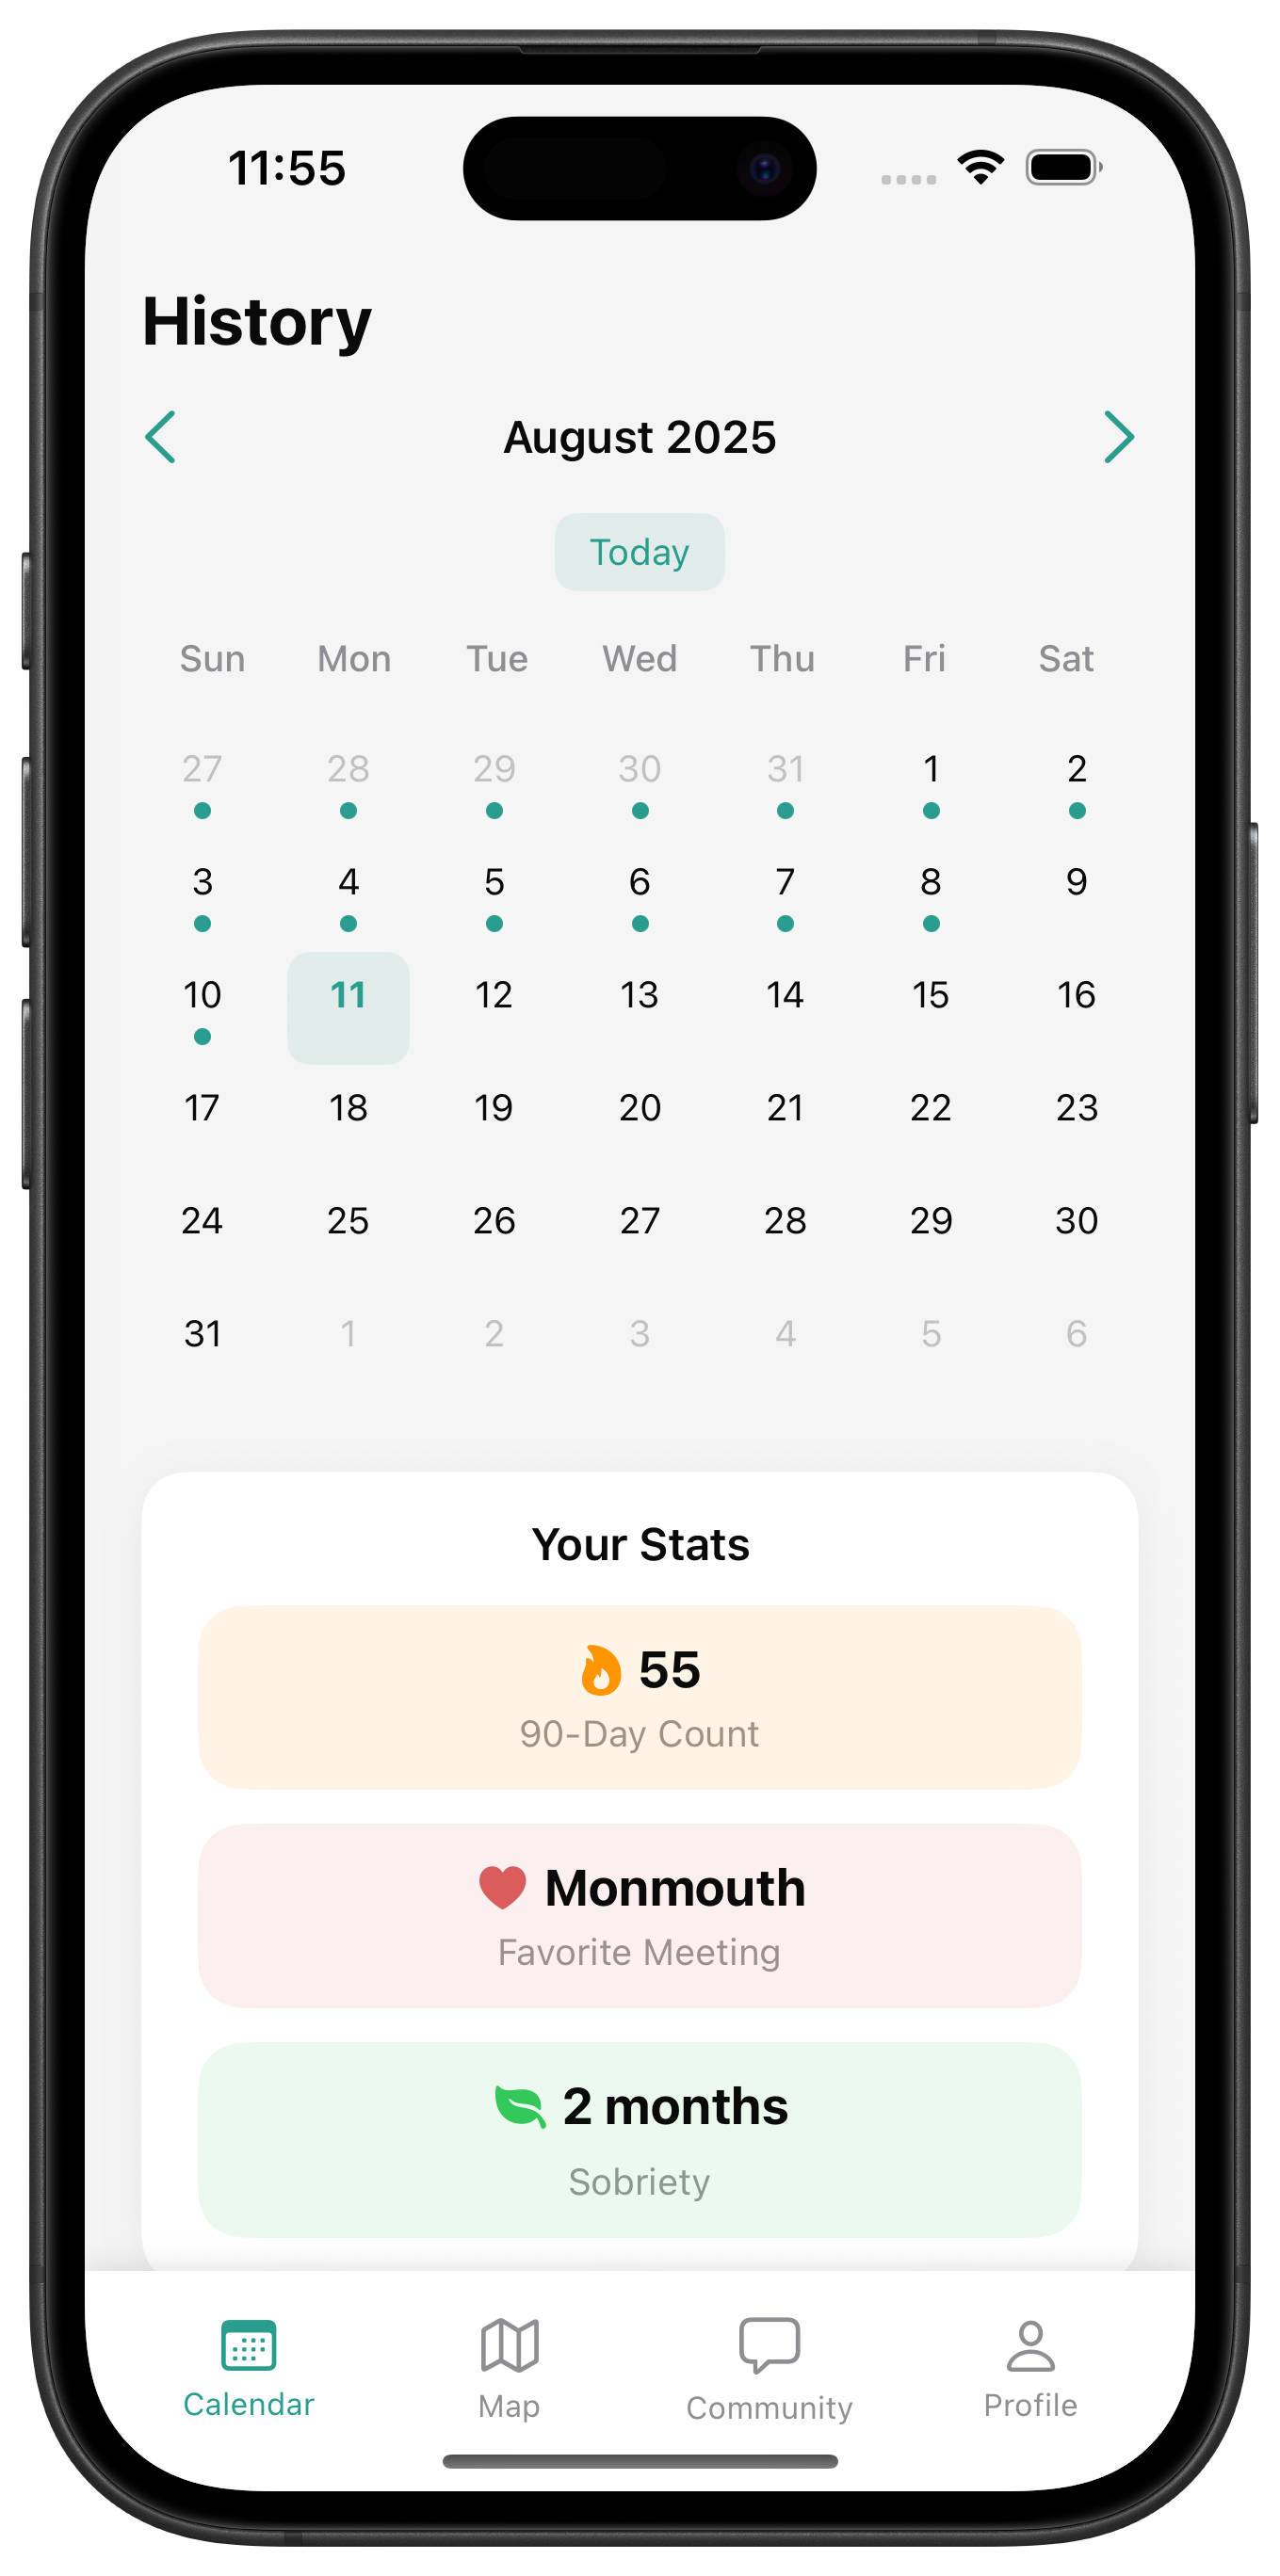 11:55
History
August 2025
Today
Sun Mon Tue Wed Thu Fri Sat
27 28 29 30 31 1 2
3 4 5 6 7 8 9
10 11 12 13 14 15 16
17 18 19 20 21 22 23
24 25 26 27 28 29 30
31 1 2 3 4 5 6
Your Stats
55
90-Day Count
Monmouth
Favorite Meeting
2 months
Sobriety
Calendar Map Community Profile